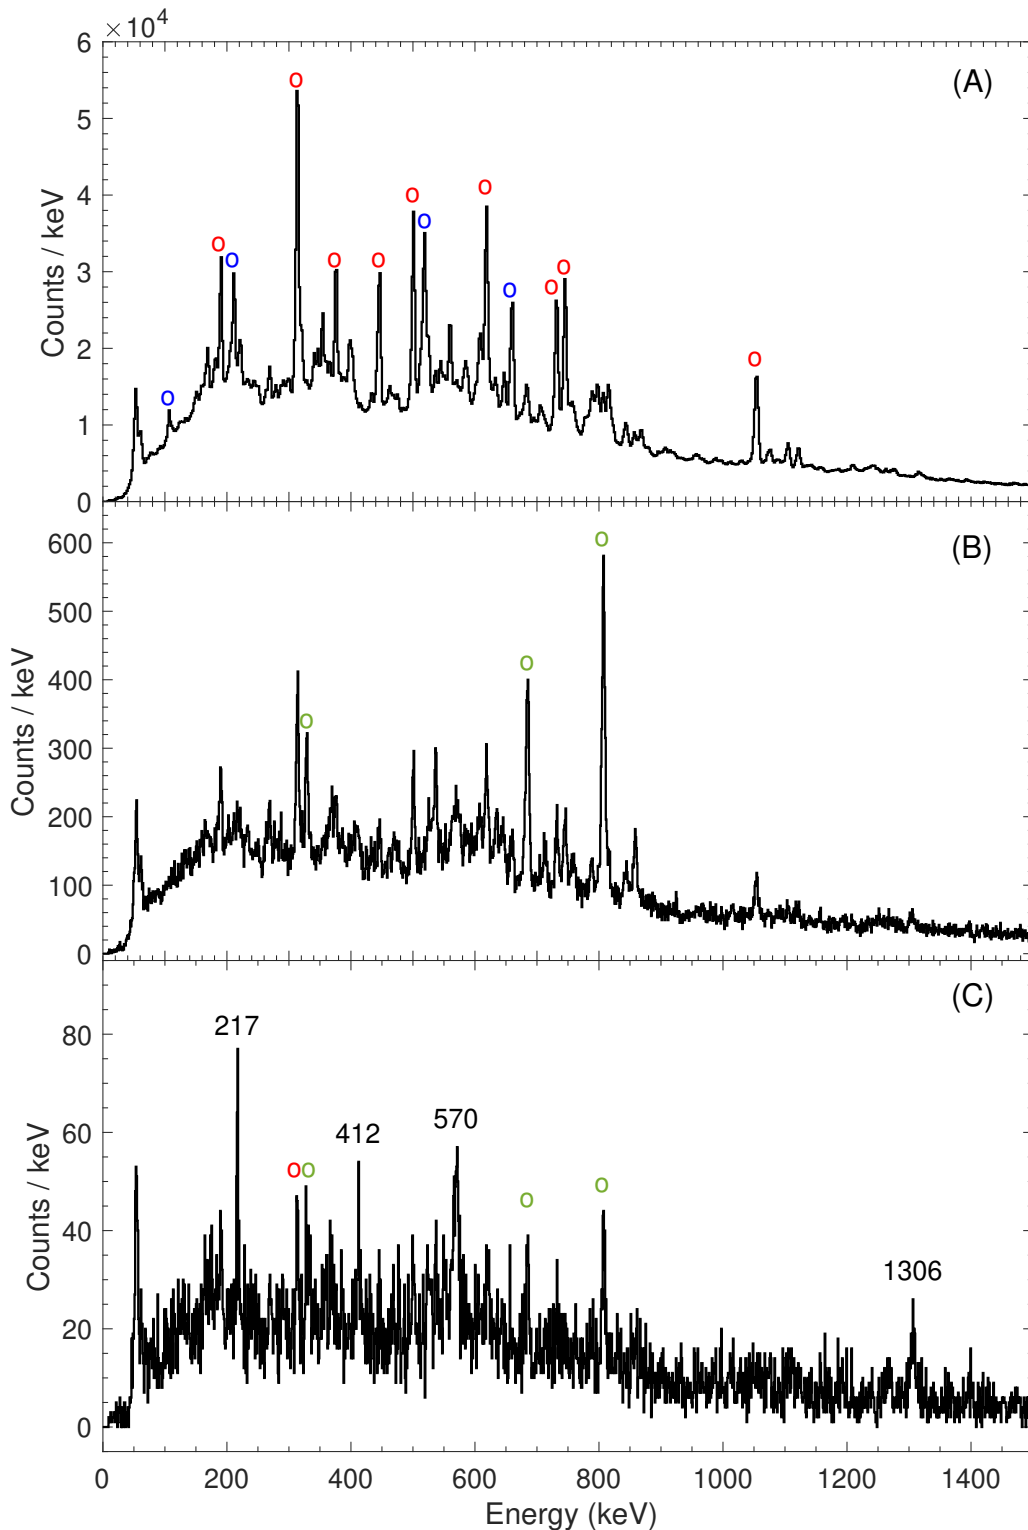 ×10⁴
6
5
4
3
2
1
0
Counts / keV
(A)
o o o o o o o o o o o o o o
600
500
400
300
200
100
0
Counts / keV
(B)
o o o
80
60
40
20
0
Counts / keV
(C)
217
412
570
1306
o o o o
0 200 400 600 800 1000 1200 1400
Energy (keV)